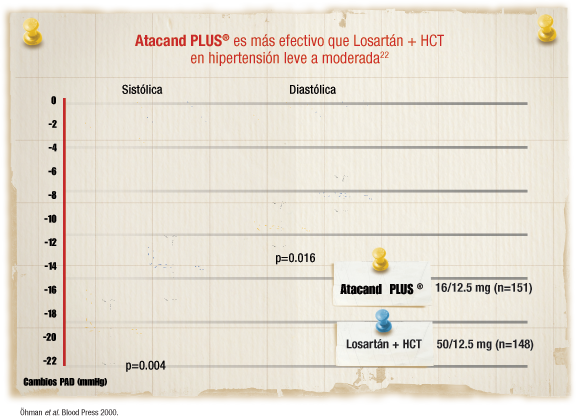 Atacand PLUS® es más efectivo que Losartán + HCT
en hipertensión leve a moderada22
Sistólica
Diastólica
0
-2
-4
-6
-8
-10
-12
-14
-16
-18
-20
-22
p=0.016
Atacand PLUS ® 16/12.5 mg (n=151)
Losartán + HCT 50/12.5 mg (n=148)
p=0.004
Cambios PAD (mmHg)
Öhman et al. Blood Press 2000.